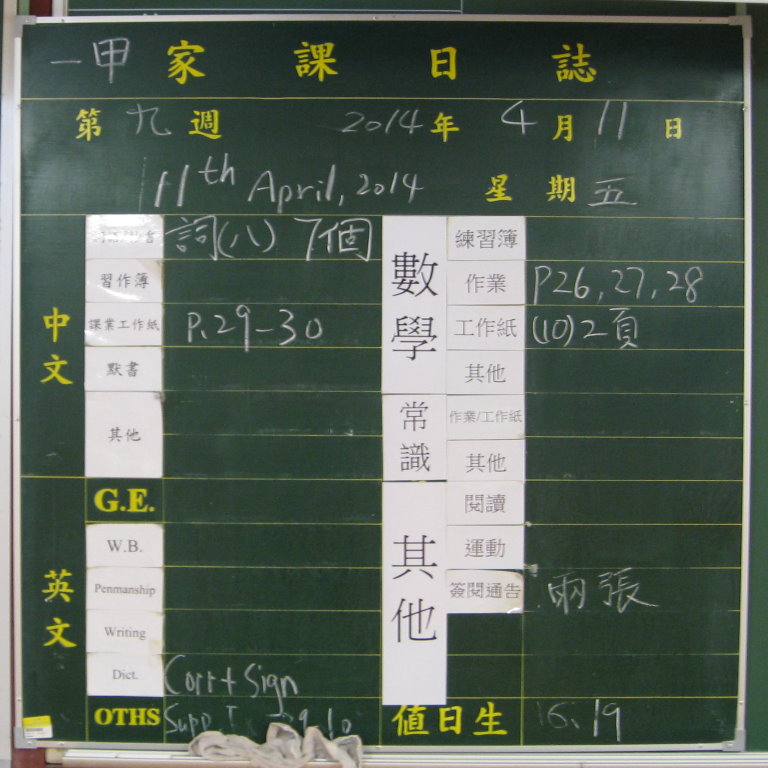 一甲 家 課 日 誌
第 九 週 2014 年 4 月 11 日
11th April, 2014 星 期 五
中文
詞(八) 7個
習作簿
課業工作紙 P.29-30
默書
其他
英文
G.E.
W.B.
Penmanship
Writing
Dict. Corr + Sign
OTHS Supp
數學
練習簿
作業 P26, 27, 28
工作紙 (10) 2頁
其他
常識
作業/工作紙
其他
其他
閱讀
運動
簽閱通告 兩張
值日生 16, 19